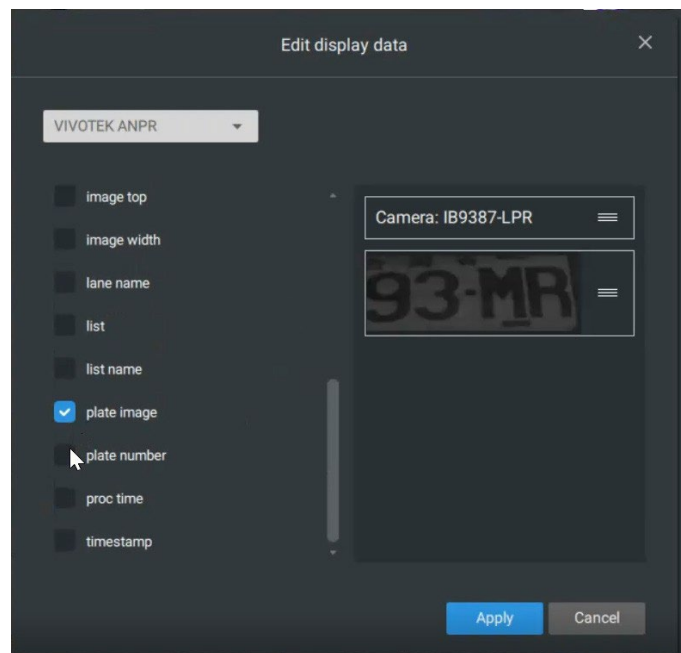 Edit display data
VIVOTEK ANPR
image top
image width
lane name
list
list name
plate image
plate number
proc time
timestamp
Camera: IB9387-LPR
93-MR
Apply
Cancel